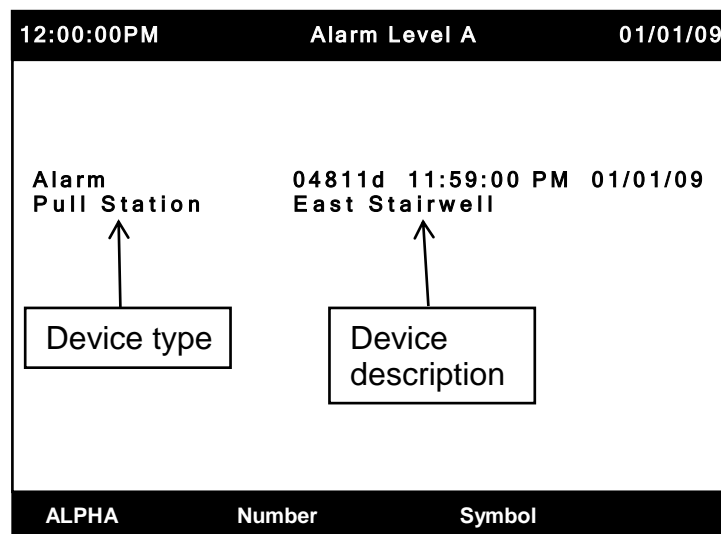 12:00:00PM Alarm Level A 01/01/09
Alarm 04811d 11:59:00 PM 01/01/09
Pull Station East Stairwell
Device type
Device
description
ALPHA Number Symbol